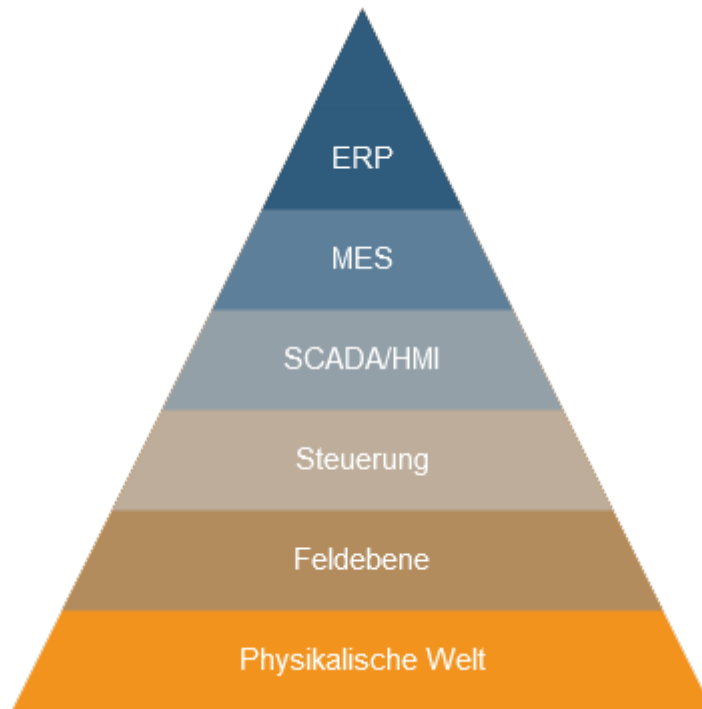 ERP
MES
SCADA/HMI
Steuerung
Feldebene
Physikalische Welt